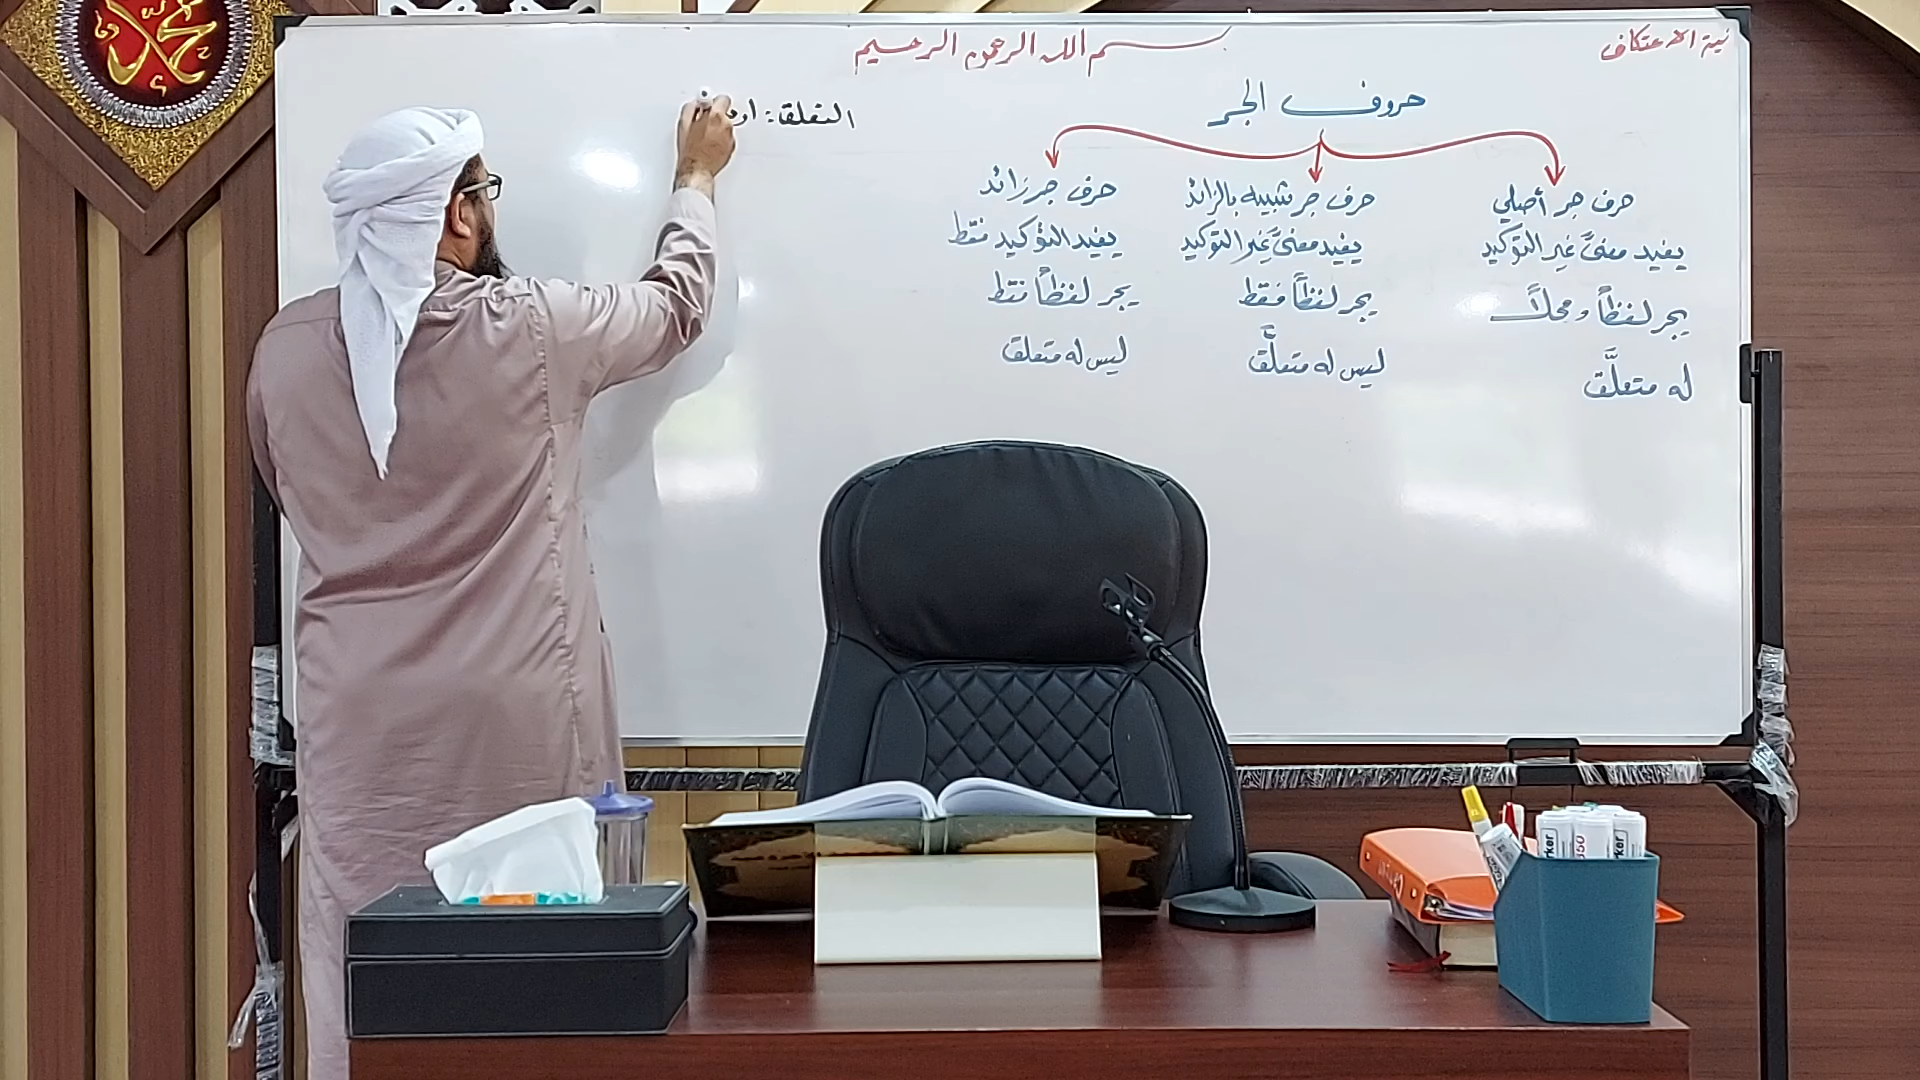 نية الاعتكاف
بسم الله الرحمن الرحيم
حروف الجر
حرف جر أصلي
يفيد معنىً غير التوكيد
يجر لفظاً ومحلاً
له متعلَّق
حرف جر شبيه بالزائد
يفيد معنىً غير التوكيد
يجر لفظاً فقط
ليس له متعلَّق
حرف جر زائد
يفيد التوكيد فقط
يجر لفظاً فقط
ليس له متعلق
محمد